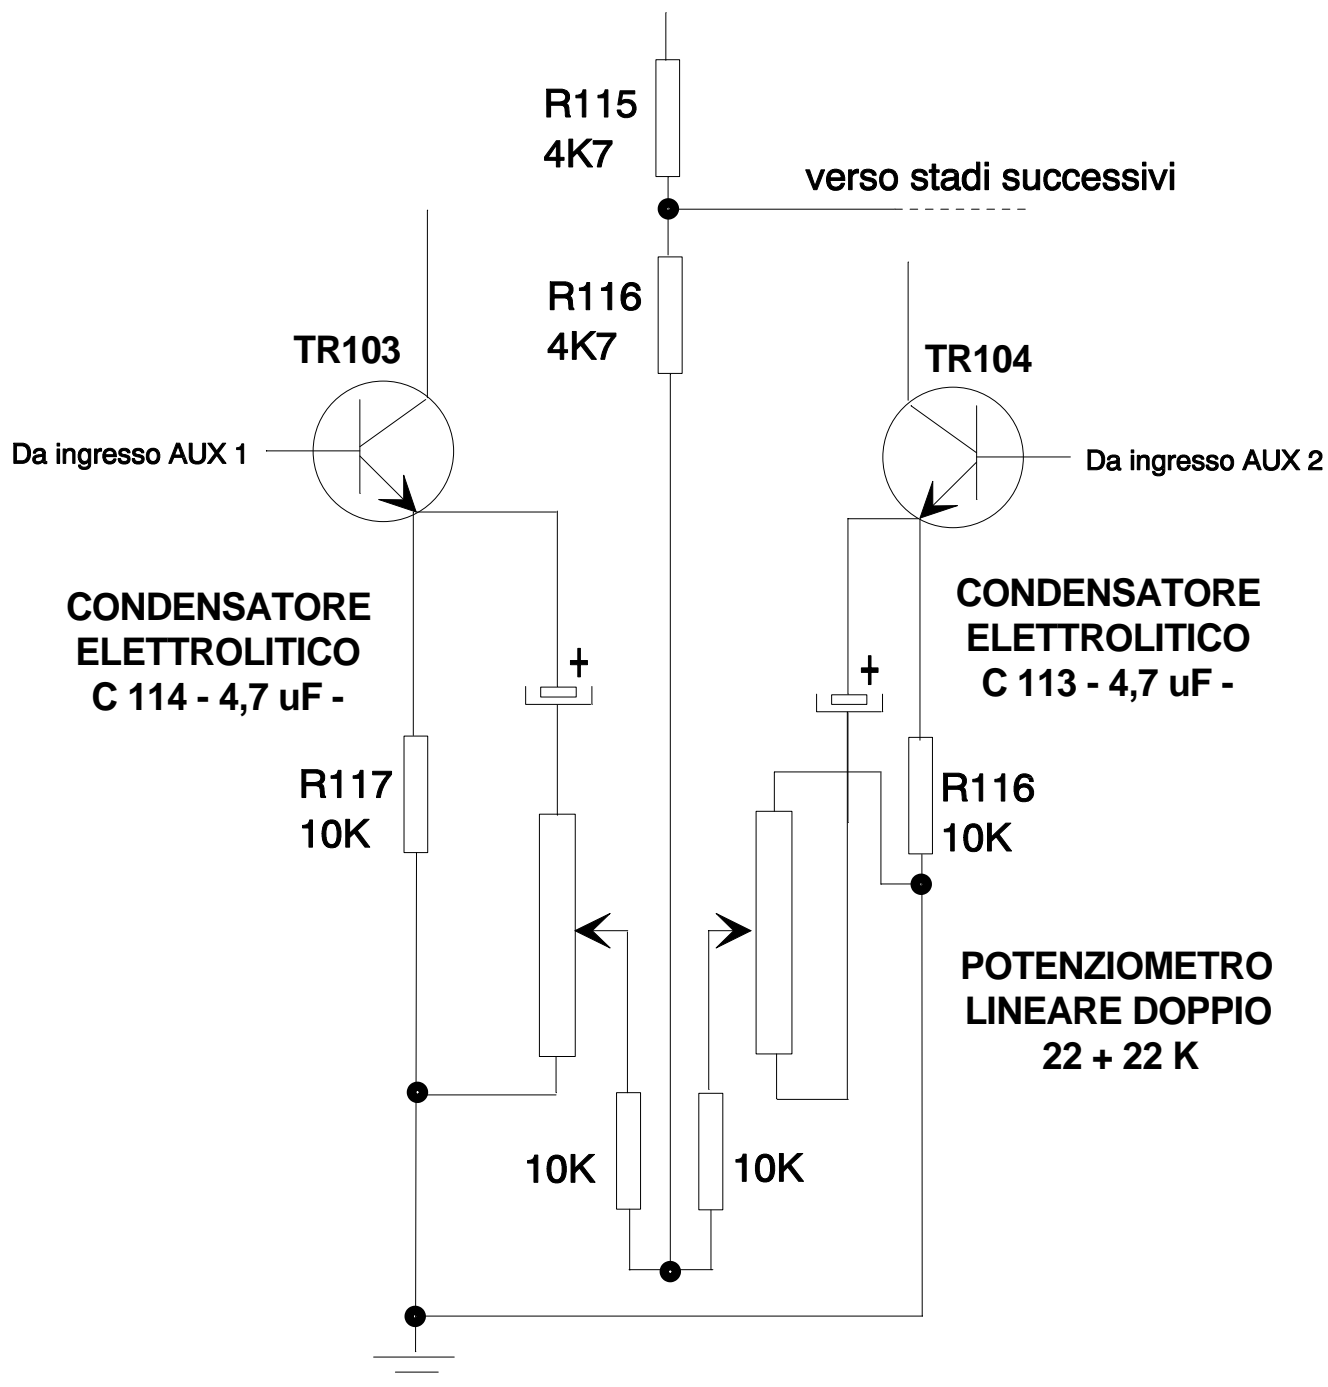 R115
4K7
verso stadi successivi
R116
4K7
TR103
TR104
Da ingresso AUX 1
Da ingresso AUX 2
+
CONDENSATORE
ELETTROLITICO
C 114 - 4,7 uF -
+
CONDENSATORE
ELETTROLITICO
C 113 - 4,7 uF -
R117
10K
R116
10K
POTENZIOMETRO
LINEARE DOPPIO
22 + 22 K
10K
10K